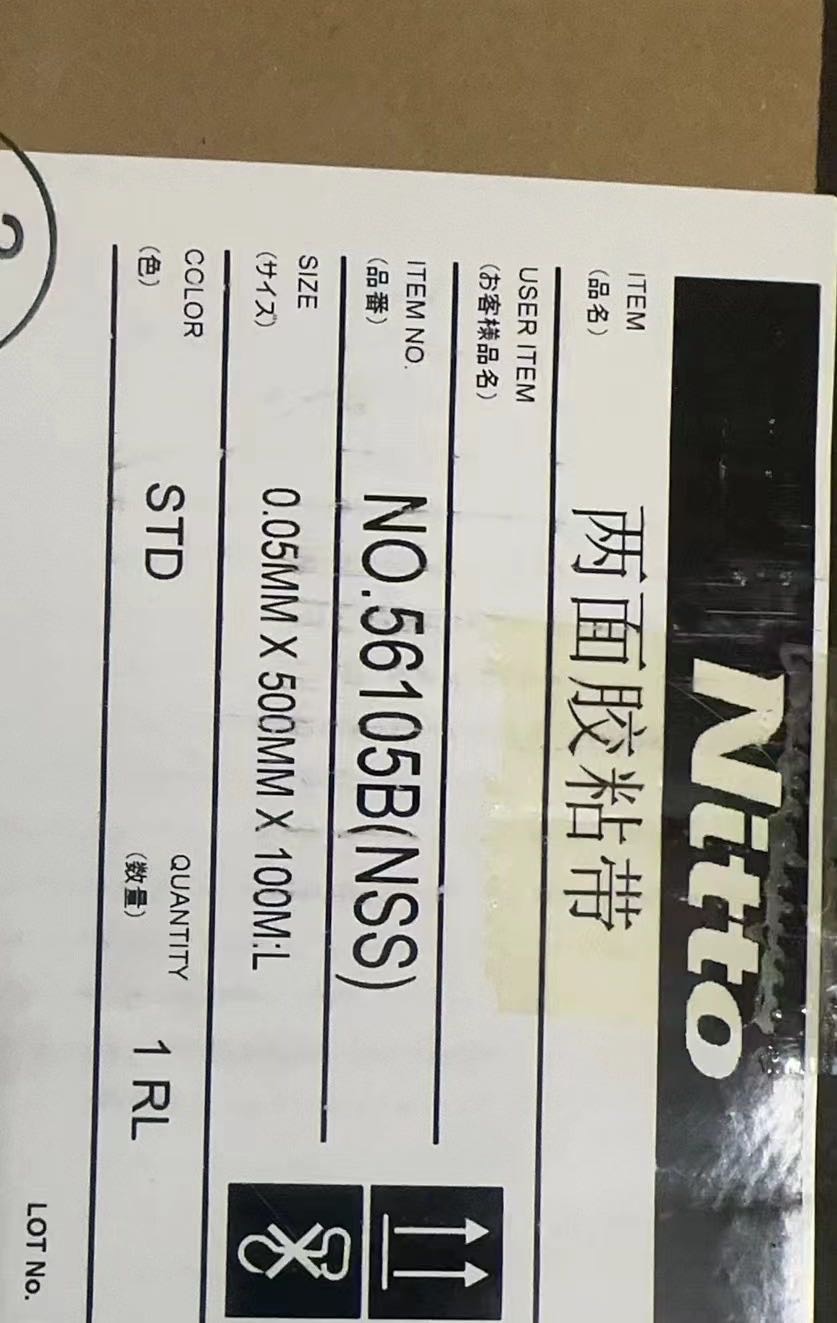 Nitto
ITEM
(品名)
两面胶粘带
USER ITEM
(お客様品名)
ITEM NO.
(品番)
NO.56105B(NSS)
SIZE
(サイズ)
0.05MM X 500MM X 100M:L
COLOR
(色)
STD
QUANTITY
(数量)
1 RL
LOT No.